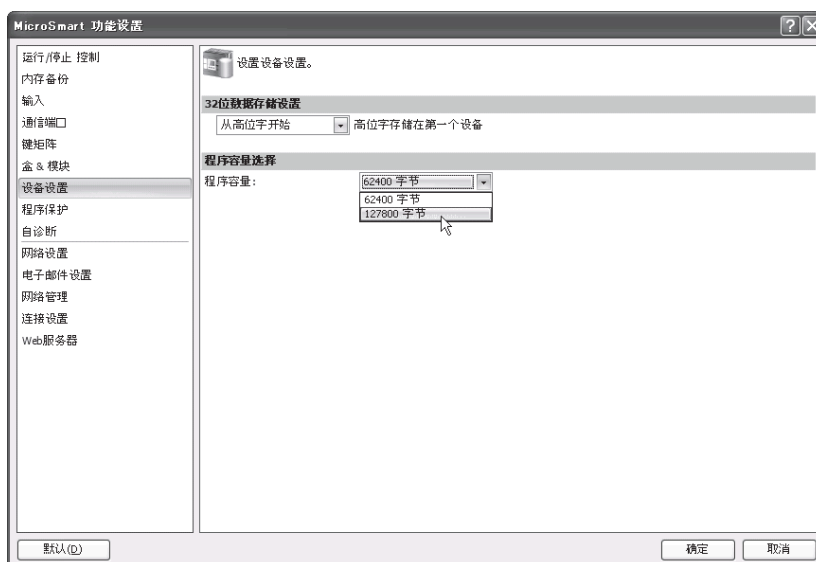 MicroSmart 功能设置
运行/停止 控制
内存备份
输入
通信端口
键矩阵
盒 & 模块
设备设置
程序保护
自诊断
网络设置
电子邮件设置
网络管理
连接设置
Web服务器
设置设备设置。
32位数据存储设置
从高位字开始 高位字存储在第一个设备
程序容量选择
程序容量: 62400 字节
62400 字节
127800 字节
默认(D) 确定 取消